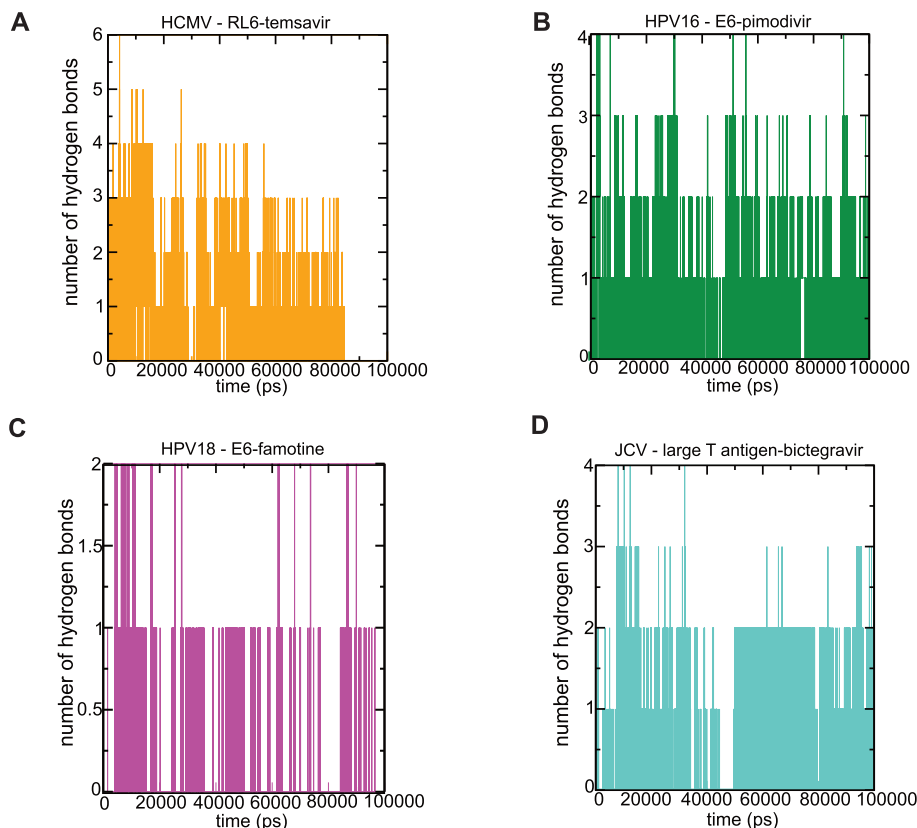 A
HCMV - RL6-temsavir
number of hydrogen bonds
6
5
4
3
2
1
0
0 20000 40000 60000 80000 100000
time (ps)
B
HPV16 - E6-pimodivir
number of hydrogen bonds
4
3
2
1
0
0 20000 40000 60000 80000 100000
time (ps)
C
HPV18 - E6-famotine
number of hydrogen bonds
2
1.5
1
0.5
0
0 20000 40000 60000 80000 100000
time (ps)
D
JCV - large T antigen-bictegravir
number of hydrogen bonds
4
3
2
1
0
0 20000 40000 60000 80000 100000
time (ps)